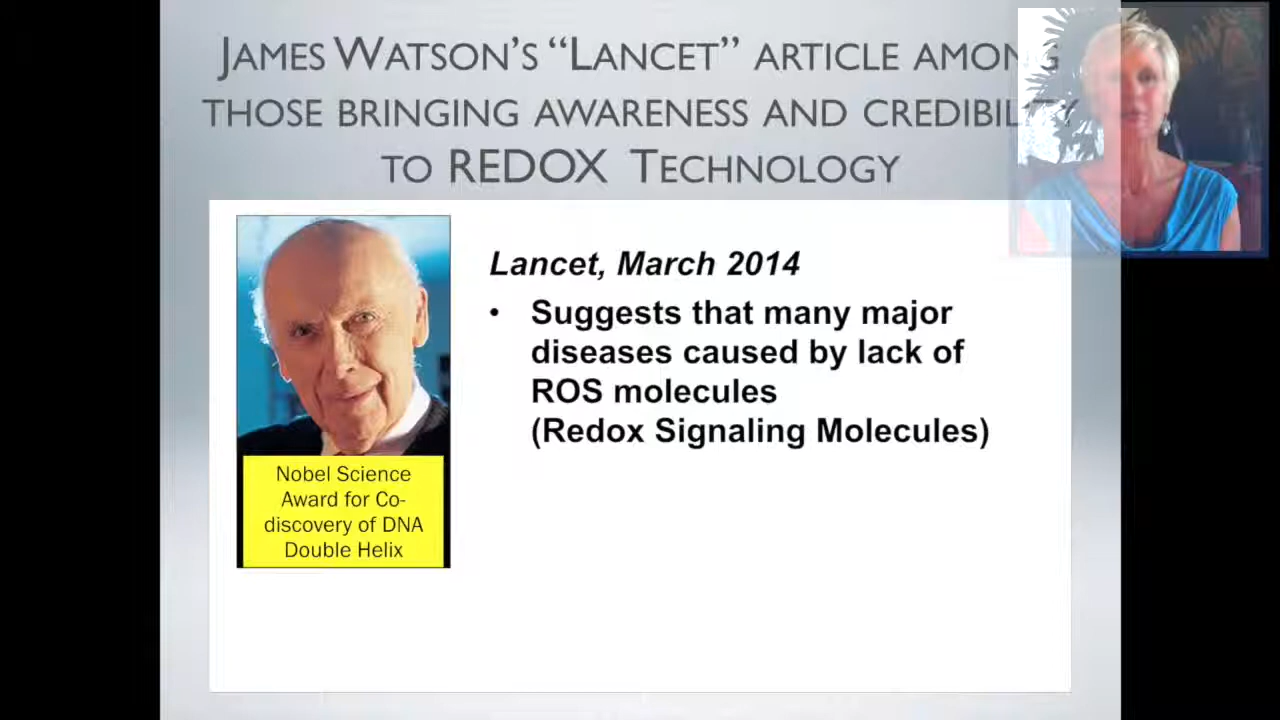 JAMES WATSON'S “LANCET” ARTICLE AMONG
THOSE BRINGING AWARENESS AND CREDIBILITY
TO REDOX TECHNOLOGY
Lancet, March 2014
• Suggests that many major
diseases caused by lack of
ROS molecules
(Redox Signaling Molecules)
Nobel Science
Award for Co-
discovery of DNA
Double Helix